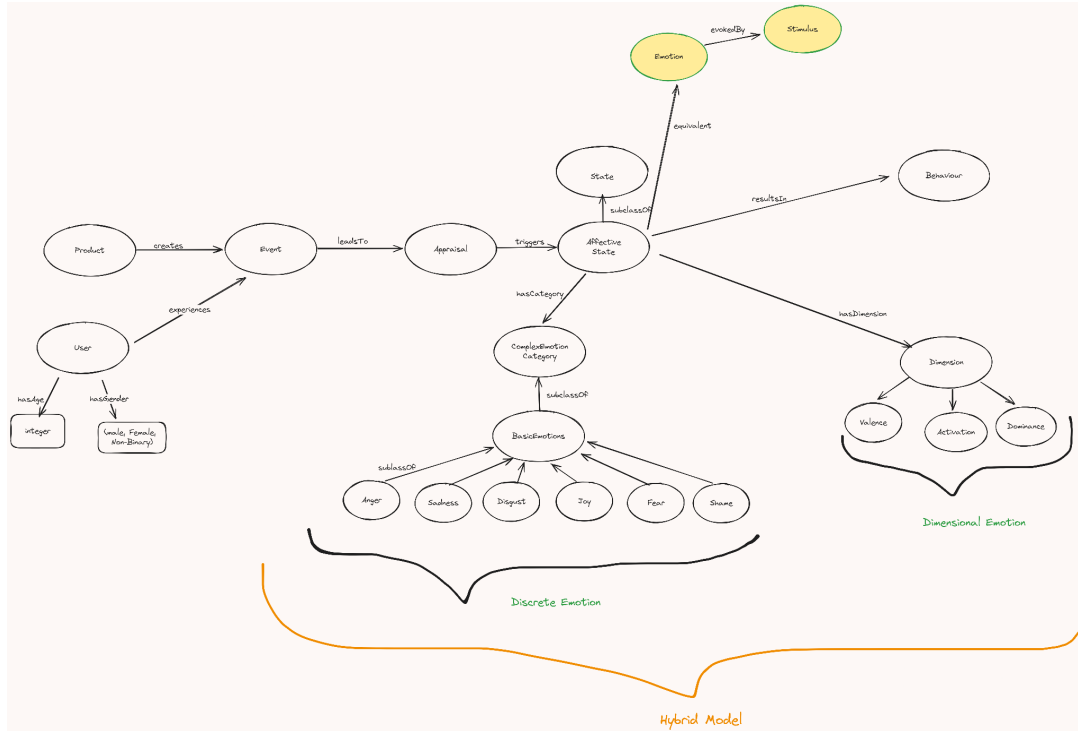 Stimulus
evokedBy
Emotion
equivalent
State
Behaviour
resultsIn
subclassOf
Product
creates
Event
leadsTo
Appraisal
triggers
Affective
State
experiences
hasCategory
hasDimension
User
ComplexEmotion
Category
Dimension
hasAge
hasGender
subclassOf
integer
(male, Female,
Non-Binary)
BasicEmotions
Valence
Activation
Dominance
sublassOf
Anger
Sadness
Disgust
Joy
Fear
Shame
Dimensional Emotion
Discrete Emotion
Hybrid Model